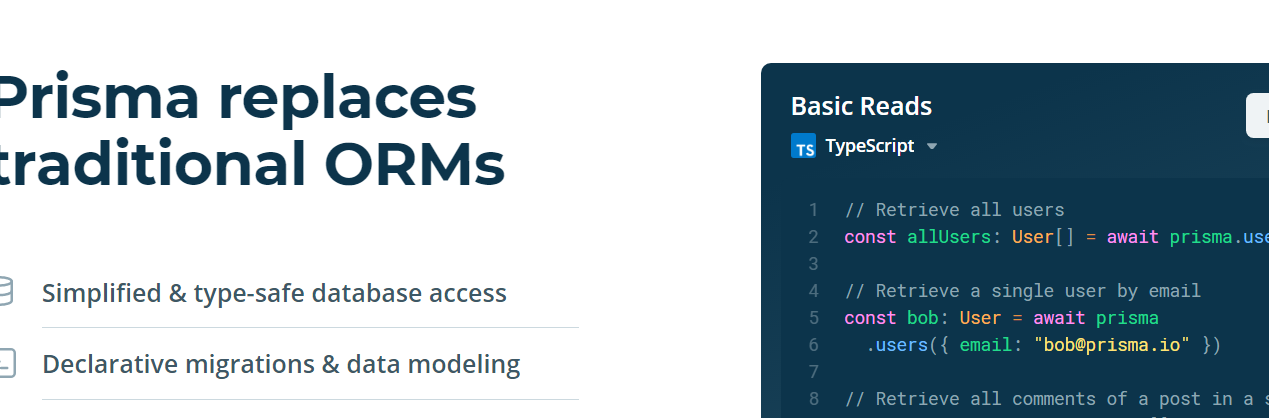 Prisma replaces
traditional ORMs
Simplified & type-safe database access
Declarative migrations & data modeling
Basic Reads
TS TypeScript
1 // Retrieve all users
2 const allUsers: User[] = await prisma.use
3
4 // Retrieve a single user by email
5 const bob: User = await prisma
6 .users({ email: "bob@prisma.io" })
7
8 // Retrieve all comments of a post in a s